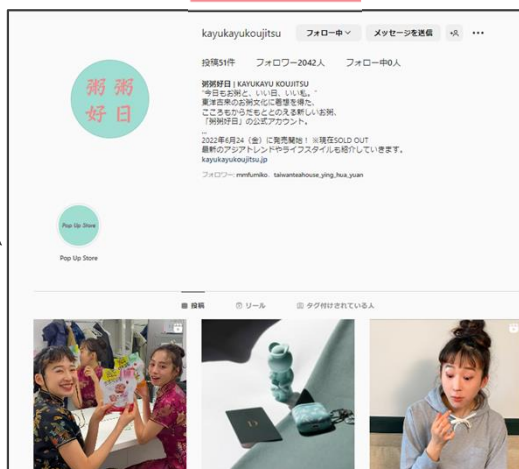 kayukayukoujitsu フォロー中 メッセージを送信
投稿51件 フォロワー2042人 フォロー中0人
粥粥好日 | KAYUKAYU KOUJITSU
"今日もお粥と、いい日、いい私。"
東洋古来のお粥文化に着想を得た、
こころもからだもととのえる新しいお粥、
「粥粥好日」の公式アカウント。
...
2022年6月24（金）に発売開始！ ※現在SOLD OUT
最新のアジアトレンドやライフスタイルも紹介していきます。
kayukayukoujitsu.jp
フォロワー: mmfumiko、taiwanteahouse_ying_hua_yuan
粥粥
好日
Pop Up Store
Pop Up Store
投稿 リール タグ付けされている人
D